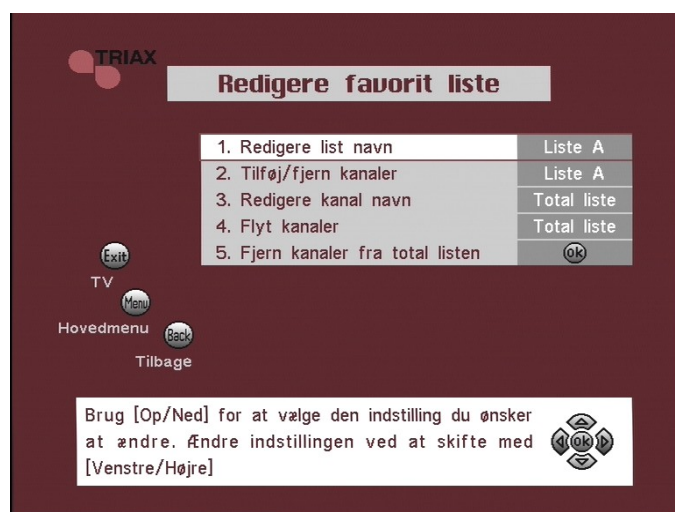 TRIAX
Redigere favorit liste
1. Redigere list navn Liste A
2. Tilføj/fjern kanaler Liste A
3. Redigere kanal navn Total liste
4. Flyt kanaler Total liste
5. Fjern kanaler fra total listen ok
Exit
TV
Menu
Hovedmenu
Back
Tilbage
Brug [Op/Ned] for at vælge den indstilling du ønsker
at ændre. Ændre indstillingen ved at skifte med
[Venstre/Højre]
ok